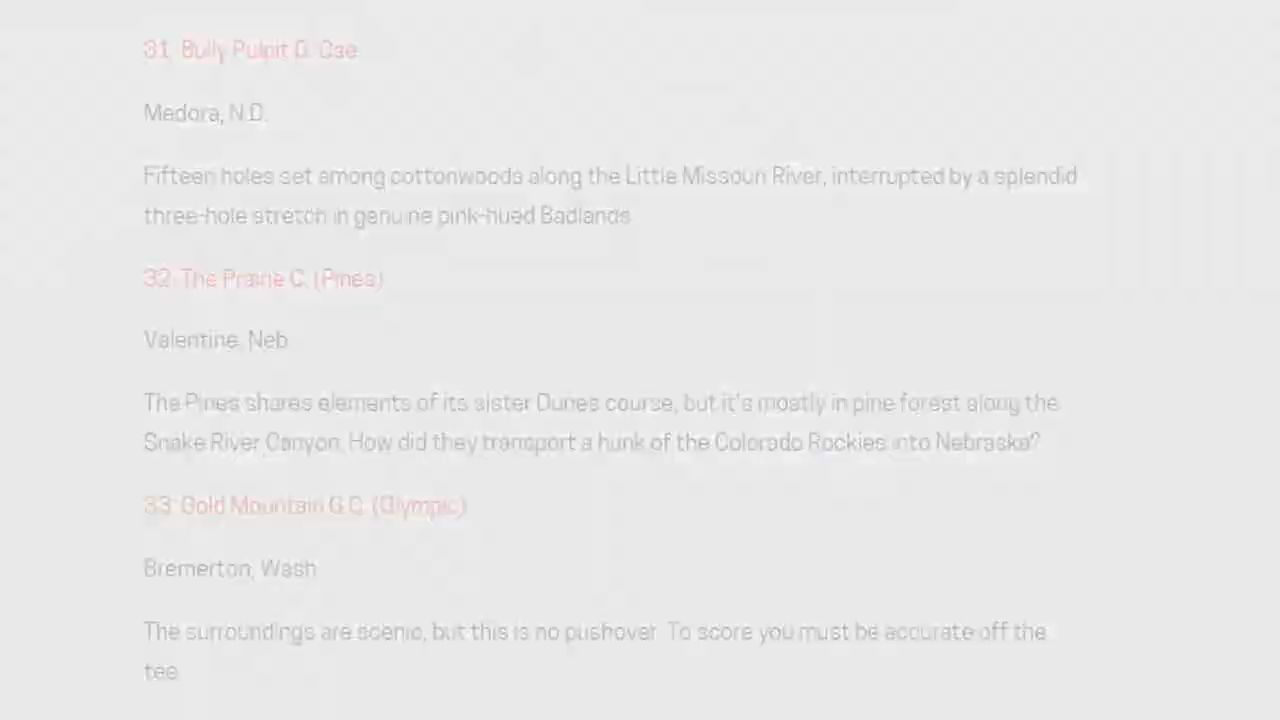 31. Bully Pulpit G. Cse.
Medora, N.D.
Fifteen holes set among cottonwoods along the Little Missouri River, interrupted by a splendid
three-hole stretch in genuine pink-hued Badlands.
32. The Prairie C. (Pines)
Valentine, Neb.
The Pines shares elements of its sister Dunes course, but it's mostly in pine forest along the
Snake River Canyon. How did they transport a hunk of the Colorado Rockies into Nebraska?
33. Gold Mountain G.C. (Olympic)
Bremerton, Wash.
The surroundings are scenic, but this is no pushover. To score you must be accurate off the
tee.